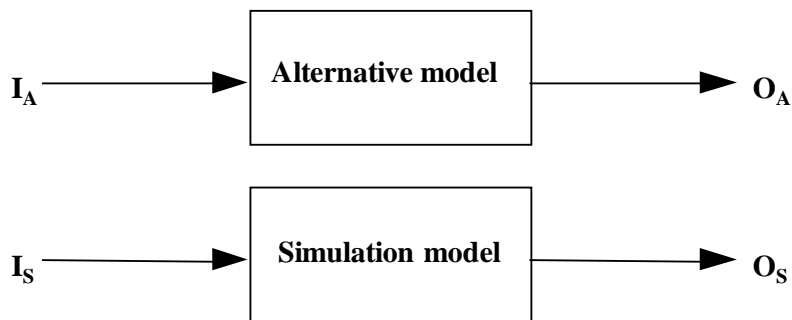 I_A Alternative model O_A
I_S Simulation model O_S